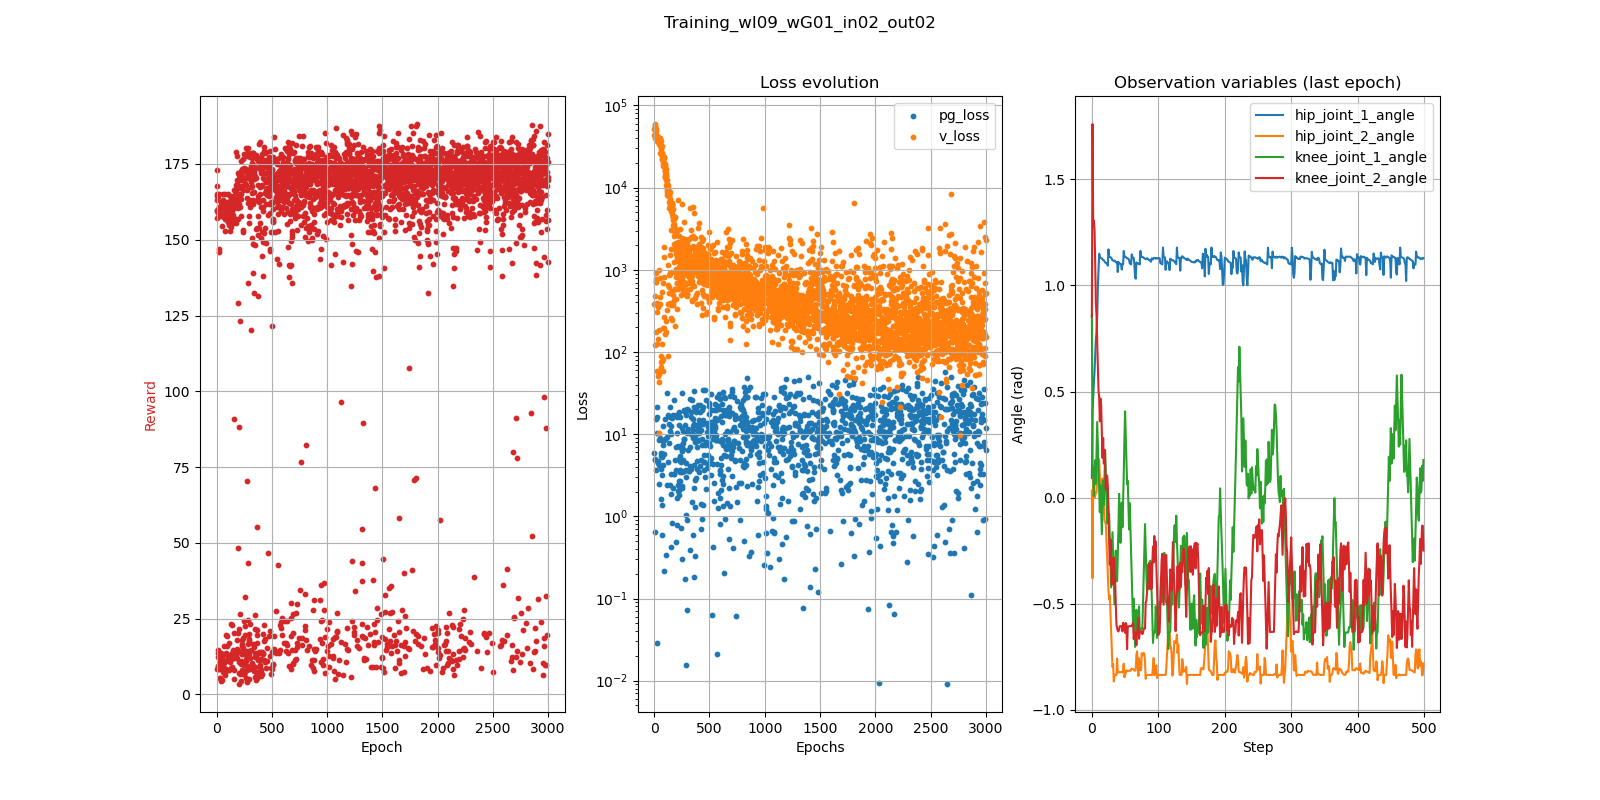 Training_wI09_wG01_in02_out02
Reward
175
150
125
100
75
50
25
0
0 500 1000 1500 2000 2500 3000
Epoch
Loss evolution
Loss
10^5
10^4
10^3
10^2
10^1
10^0
10^−1
10^−2
pg_loss
v_loss
0 500 1000 1500 2000 2500 3000
Epochs
Observation variables (last epoch)
Angle (rad)
1.5
1.0
0.5
0.0
−0.5
−1.0
hip_joint_1_angle
hip_joint_2_angle
knee_joint_1_angle
knee_joint_2_angle
0 100 200 300 400 500
Step